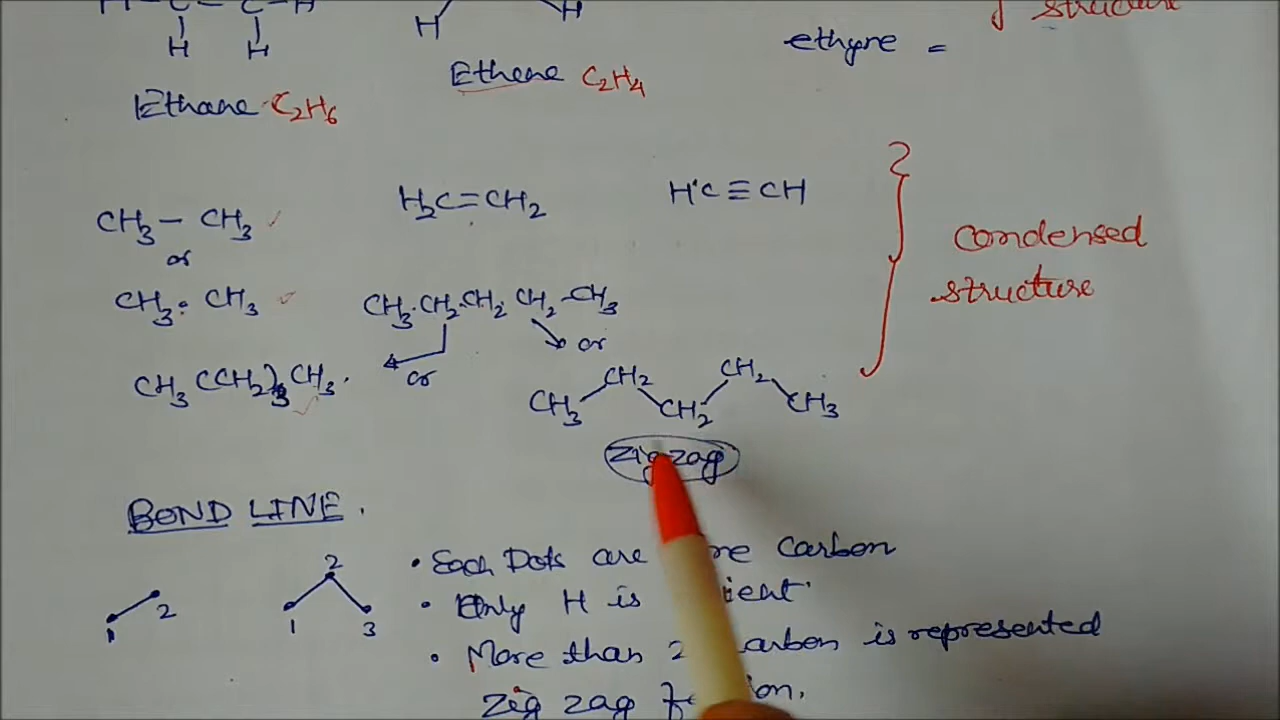 H - C - C - H
H H
H H
structure
ethyne =
Ethane C2H6
Ethene C2H4
CH3 - CH3
or
CH3 : CH3
H2C=CH2
H'C≡CH
Condensed
structure
CH3.CH2.CH2 CH2-CH3
or
or
CH3 (CH2)3 CH3.
CH3 CH2 CH2 CH2 CH3
Zig zag
BOND LINE.
1 2
1 2 3
• Each Dots are carbon
• Only H is
• More than 2 is represented
Zig zag